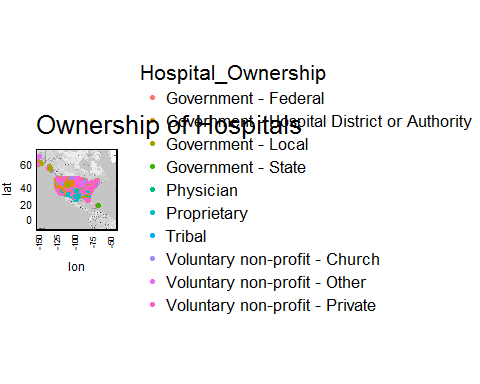 Hospital_Ownership
Government - Federal
Ownership of Hospitals
Government - Hospital District or Authority
Government - Local
Government - State
Physician
Proprietary
Tribal
Voluntary non-profit - Church
Voluntary non-profit - Other
Voluntary non-profit - Private
lat
60
40
20
0
-150
-125
-100
-75
-50
lon